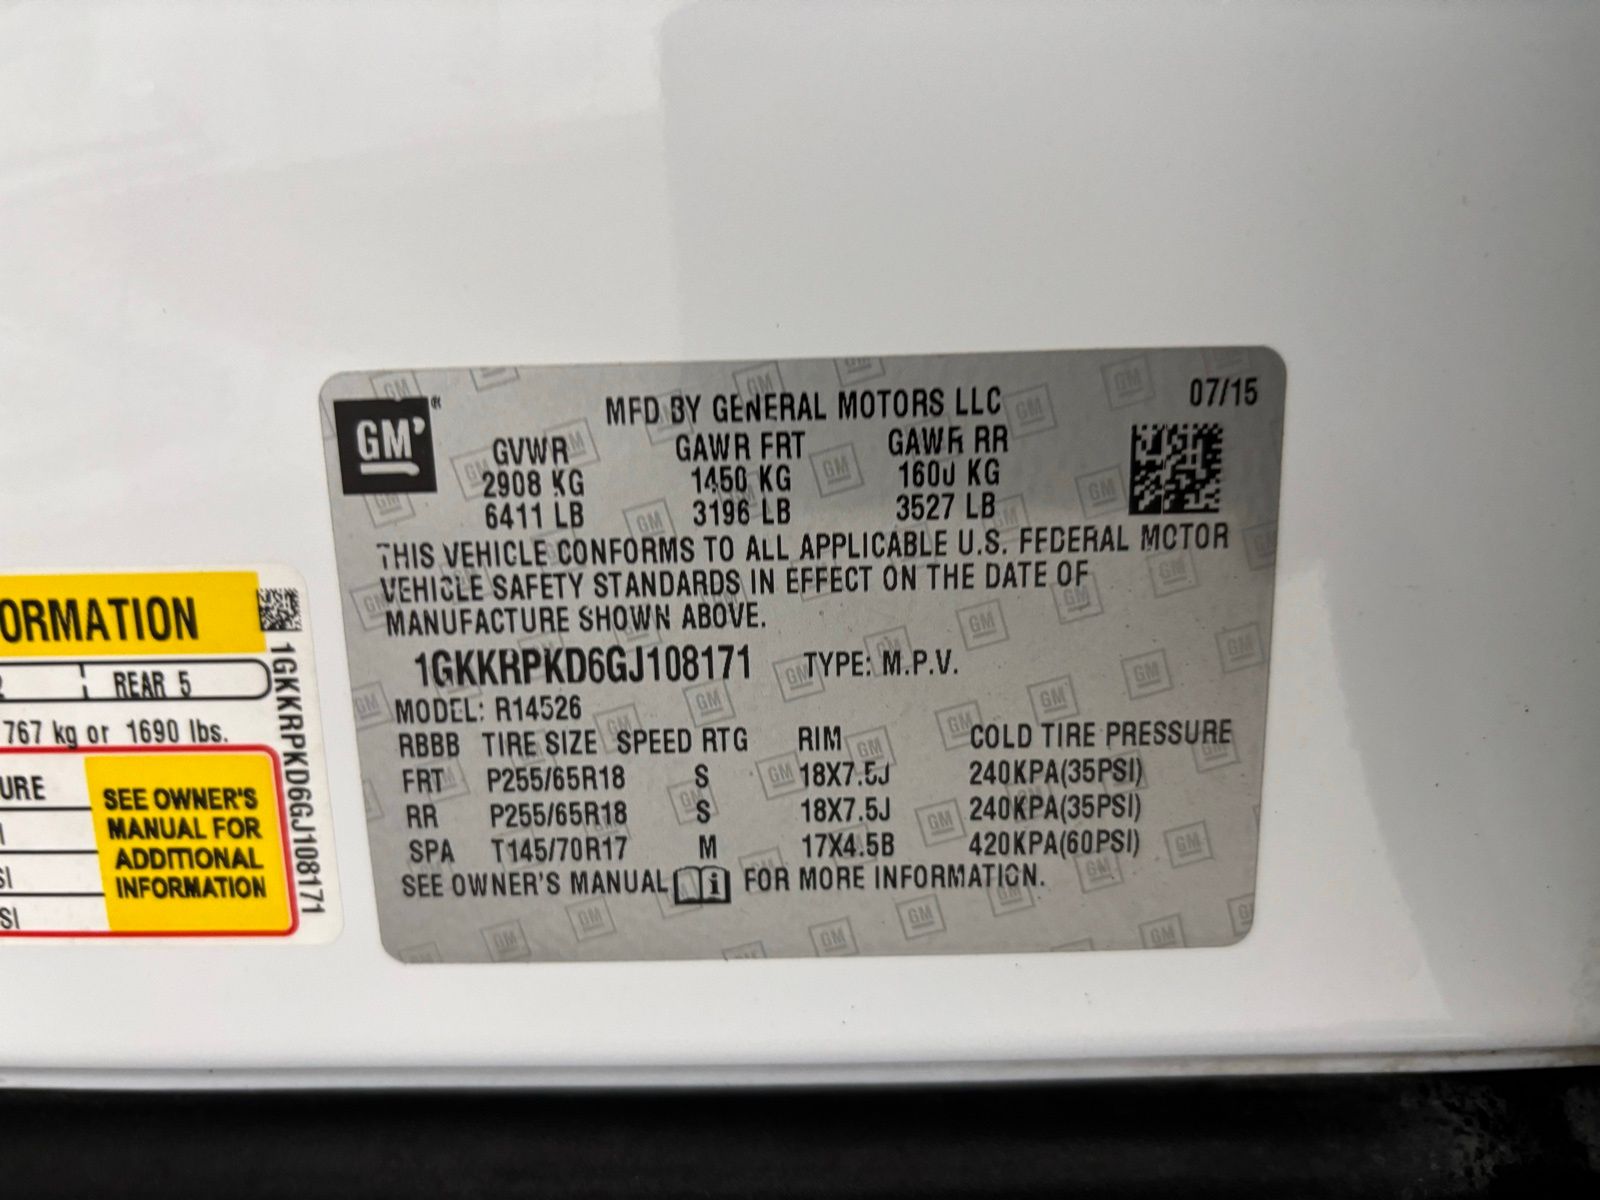 GM
®
MFD BY GENERAL MOTORS LLC 07/15
GVWR GAWR FRT GAWR RR
2908 KG 1450 KG 1600 KG
6411 LB 3196 LB 3527 LB
THIS VEHICLE CONFORMS TO ALL APPLICABLE U.S. FEDERAL MOTOR
VEHICLE SAFETY STANDARDS IN EFFECT ON THE DATE OF
MANUFACTURE SHOWN ABOVE.
1GKKRPKD6GJ108171 TYPE: M.P.V.
MODEL: R14526
RBBB TIRE SIZE SPEED RTG RIM COLD TIRE PRESSURE
FRT P255/65R18 S 18X7.5J 240KPA(35PSI)
RR P255/65R18 S 18X7.5J 240KPA(35PSI)
SPA T145/70R17 M 17X4.5B 420KPA(60PSI)
SEE OWNER'S MANUAL i FOR MORE INFORMATION.
ORMATION
REAR 5
767 kg or 1690 lbs.
URE
SEE OWNER'S
MANUAL FOR
ADDITIONAL
INFORMATION
SI
SI
1GKKRPKD6GJ108171